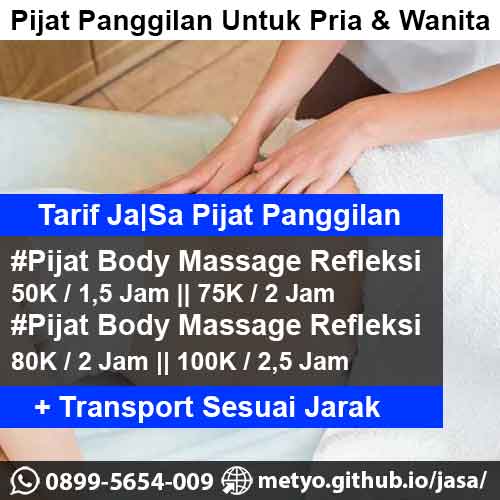 Pijat Panggilan Untuk Pria & Wanita
Tarif Ja|Sa Pijat Panggilan
#Pijat Body Massage Refleksi
50K / 1,5 Jam || 75K / 2 Jam
#Pijat Body Massage Refleksi
80K / 2 Jam || 100K / 2,5 Jam
+ Transport Sesuai Jarak
0899-5654-009 metyo.github.io/jasa/